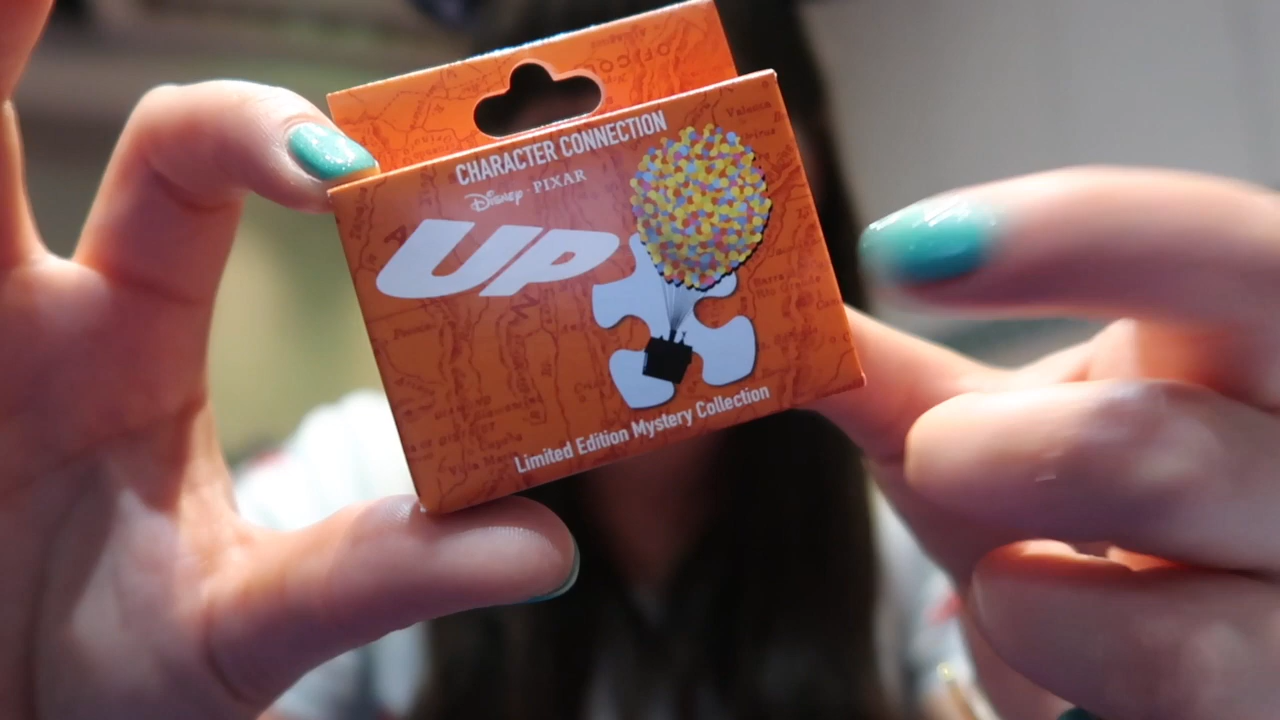 CHARACTER CONNECTION
Disney · PIXAR
UP
Limited Edition Mystery Collection